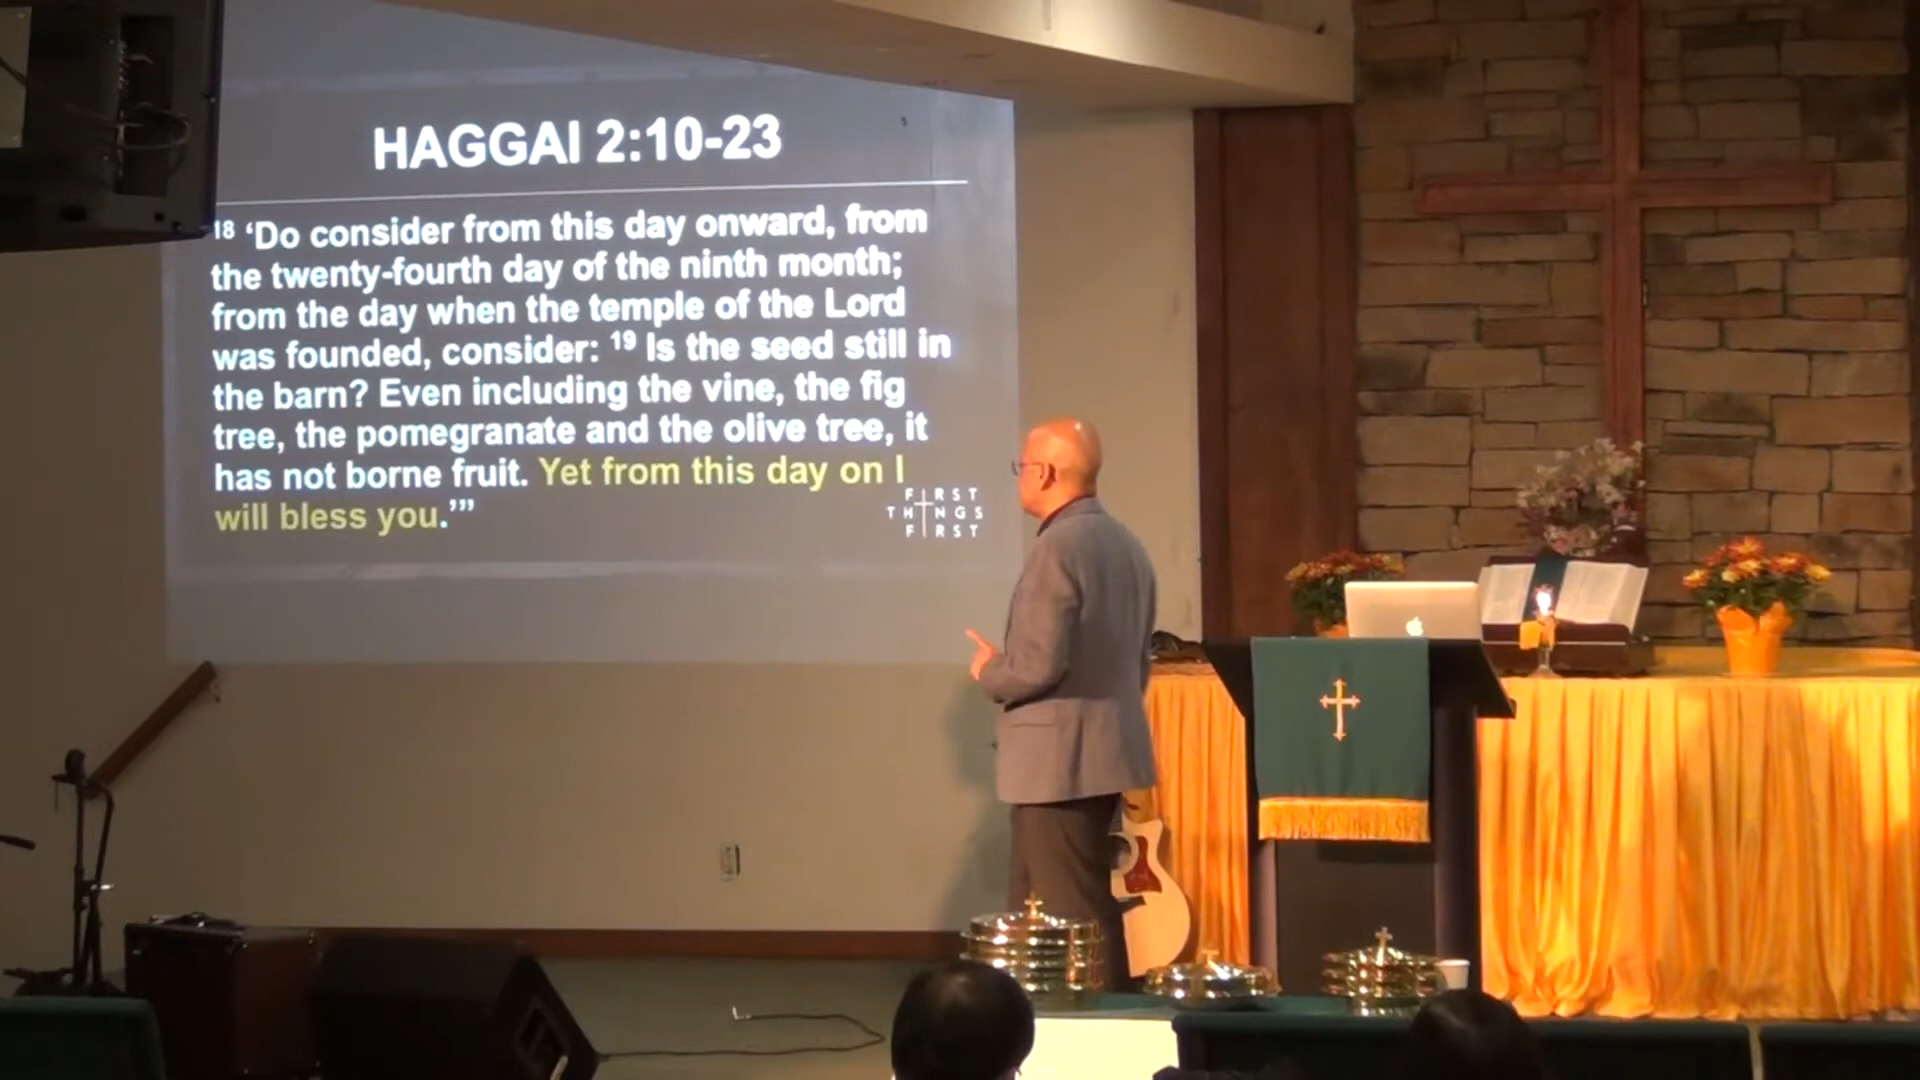 HAGGAI 2:10-23
18 ‘Do consider from this day onward, from
the twenty-fourth day of the ninth month;
from the day when the temple of the Lord
was founded, consider: 19 Is the seed still in
the barn? Even including the vine, the fig
tree, the pomegranate and the olive tree, it
has not borne fruit. Yet from this day on I
will bless you.’”
FIRST
THINGS
FIRST